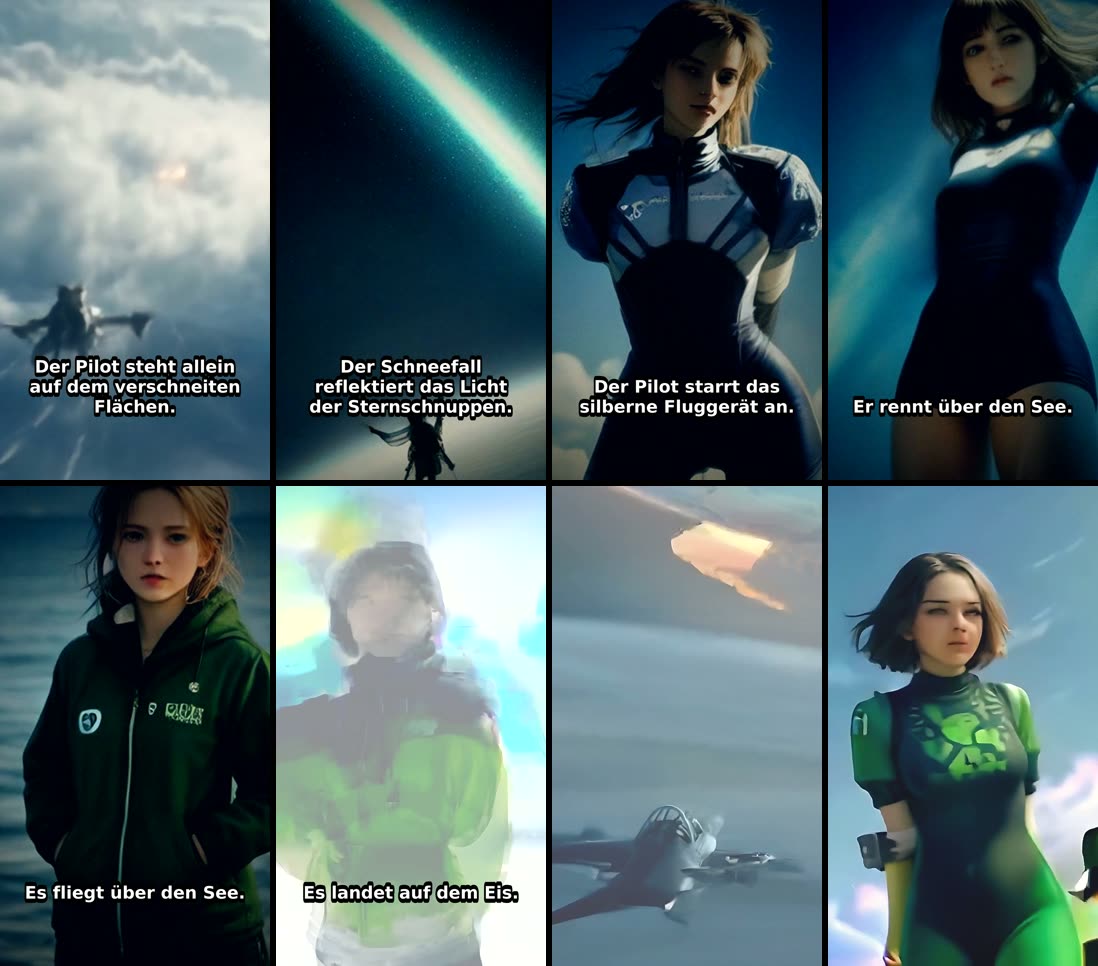 Der Pilot steht allein
auf dem verschneiten
Flächen.
Der Schneefall
reflektiert das Licht
der Sternschnuppen.
Der Pilot starrt das
silberne Fluggerät an.
Er rennt über den See.
Es fliegt über den See.
Es landet auf dem Eis.